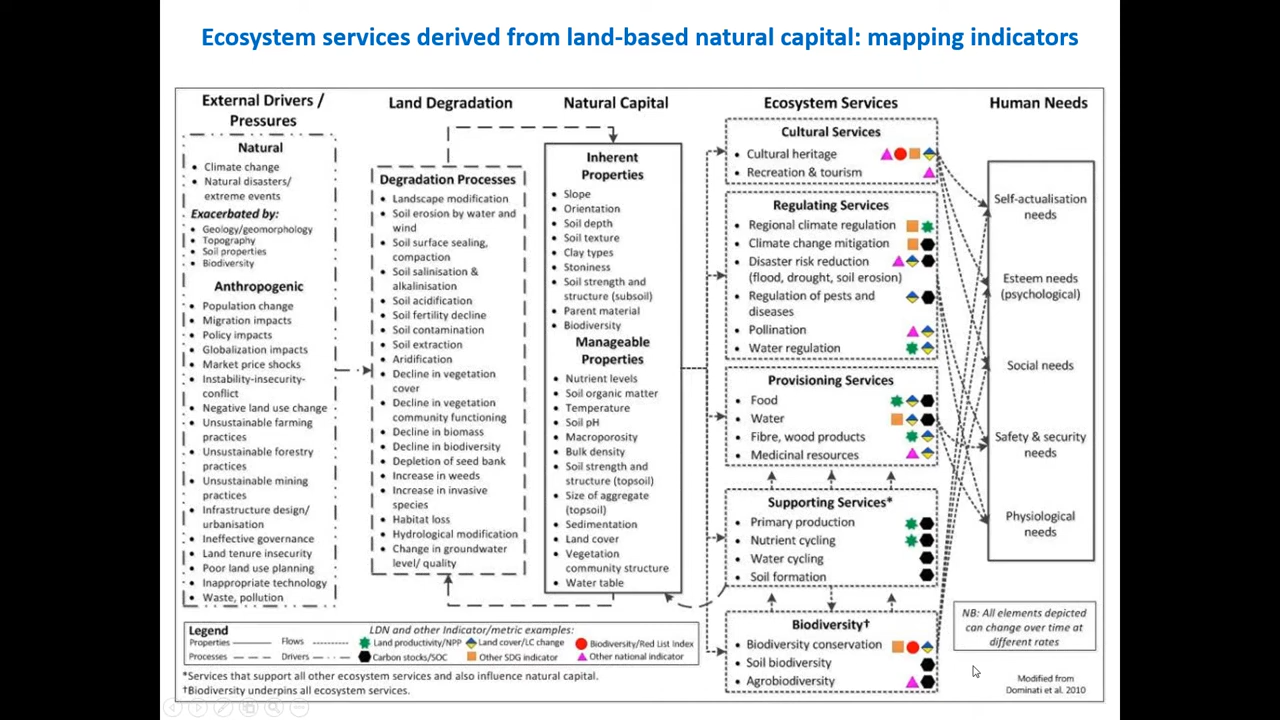 Ecosystem services derived from land-based natural capital: mapping indicators
External Drivers /
Pressures
Natural
• Climate change
• Natural disasters/
extreme events
Exacerbated by:
• Geology/geomorphology
• Topography
• Soil properties
• Biodiversity
Anthropogenic
• Population change
• Migration impacts
• Policy impacts
• Globalization impacts
• Market price shocks
• Instability-insecurity-
conflict
• Negative land use change
• Unsustainable farming
practices
• Unsustainable forestry
practices
• Unsustainable mining
practices
• Infrastructure design/
urbanisation
• Ineffective governance
• Land tenure insecurity
• Poor land use planning
• Inappropriate technology
• Waste, pollution
Land Degradation
Degradation Processes
• Landscape modification
• Soil erosion by water and
wind
• Soil surface sealing,
compaction
• Soil salinisation &
alkalinisation
• Soil acidification
• Soil fertility decline
• Soil contamination
• Soil extraction
• Aridification
• Decline in vegetation
cover
• Decline in vegetation
community functioning
• Decline in biomass
• Decline in biodiversity
• Depletion of seed bank
• Increase in weeds
• Increase in invasive
species
• Habitat loss
• Hydrological modification
• Change in groundwater
level/ quality
Natural Capital
Inherent
Properties
• Slope
• Orientation
• Soil depth
• Soil texture
• Clay types
• Stoniness
• Soil strength and
structure (subsoil)
• Parent material
• Biodiversity
Manageable
Properties
• Nutrient levels
• Soil organic matter
• Temperature
• Soil pH
• Macroporosity
• Bulk density
• Soil strength and
structure (topsoil)
• Size of aggregate
(topsoil)
• Sedimentation
• Land cover
• Vegetation
community structure
• Water table
Ecosystem Services
Cultural Services
• Cultural heritage
• Recreation & tourism
Regulating Services
• Regional climate regulation
• Climate change mitigation
• Disaster risk reduction
(flood, drought, soil erosion)
• Regulation of pests and
diseases
• Pollination
• Water regulation
Provisioning Services
• Food
• Water
• Fibre, wood products
• Medicinal resources
Supporting Services*
• Primary production
• Nutrient cycling
• Water cycling
• Soil formation
Biodiversity†
• Biodiversity conservation
• Soil biodiversity
• Agrobiodiversity
Human Needs
Self-actualisation
needs
Esteem needs
(psychological)
Social needs
Safety & security
needs
Physiological
needs
NB: All elements depicted
can change over time at
different rates
Modified from
Dominati et al. 2010
Legend
LDN and other Indicator/metric examples:
Properties Flows Land productivity/NPP Land cover/LC change Biodiversity/Red List Index
Processes Drivers Carbon stocks/SOC Other SDG indicator Other national indicator
*Services that support all other ecosystem services and also influence natural capital.
†Biodiversity underpins all ecosystem services.